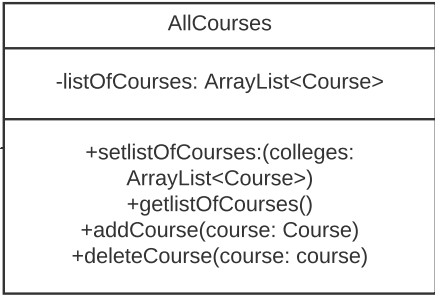 AllCourses
-listOfCourses: ArrayList<Course>
+setlistOfCourses:(colleges:
ArrayList<Course>)
+getlistOfCourses()
+addCourse(course: Course)
+deleteCourse(course: course)